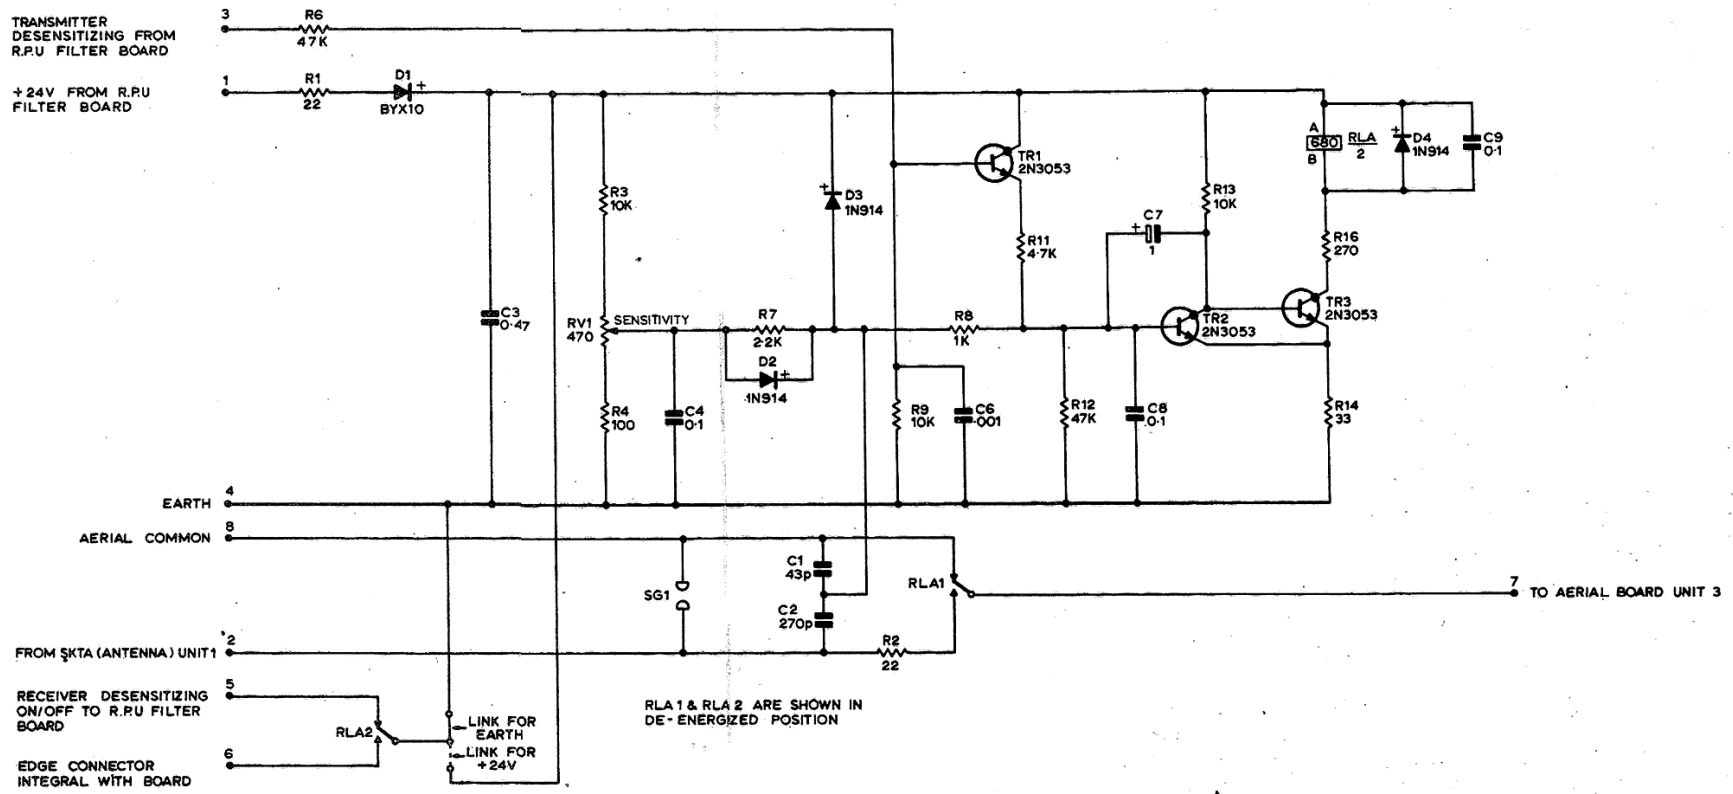 TRANSMITTER
DESENSITIZING FROM
R.P.U FILTER BOARD
3
R6
47K
+24V FROM R.P.U
FILTER BOARD
1
R1
22
D1
+
BYX10
A
680
B
RLA
2
+
D4
1N914
C9
0·1
TR1
2N3053
R3
10K
+
D3
1N914
R13
10K
C7
+
1
R11
4·7K
R16
270
C3
0·47
RV1
470
SENSITIVITY
R7
2·2K
R8
1K
TR2
2N3053
TR3
2N3053
D2
+
1N914
R4
100
C4
0·1
R9
10K
C6
·001
R12
47K
C8
0·1
R14
33
EARTH
4
AERIAL COMMON
8
C1
43p
RLA1
SG1
C2
270p
7
TO AERIAL BOARD UNIT 3
FROM SKTA (ANTENNA) UNIT1
2
R2
22
RECEIVER DESENSITIZING
ON/OFF TO R.P.U FILTER
BOARD
5
RLA2
LINK FOR
EARTH
LINK FOR
+24V
RLA1 & RLA2 ARE SHOWN IN
DE-ENERGIZED POSITION
EDGE CONNECTOR
INTEGRAL WITH BOARD
6